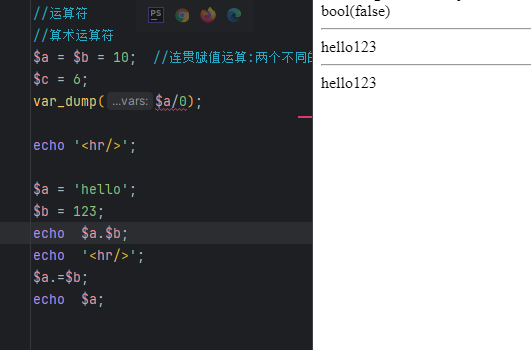 //运算符
//算术运算符
$a = $b = 10;  //连贯赋值运算:两个不同的
$c = 6;
var_dump( ...vars: $a/0);
echo '<hr/>';
$a = 'hello';
$b = 123;
echo  $a.$b;
echo  '<hr/>';
$a.=$b;
echo  $a;
PS
bool(false)
hello123
hello123